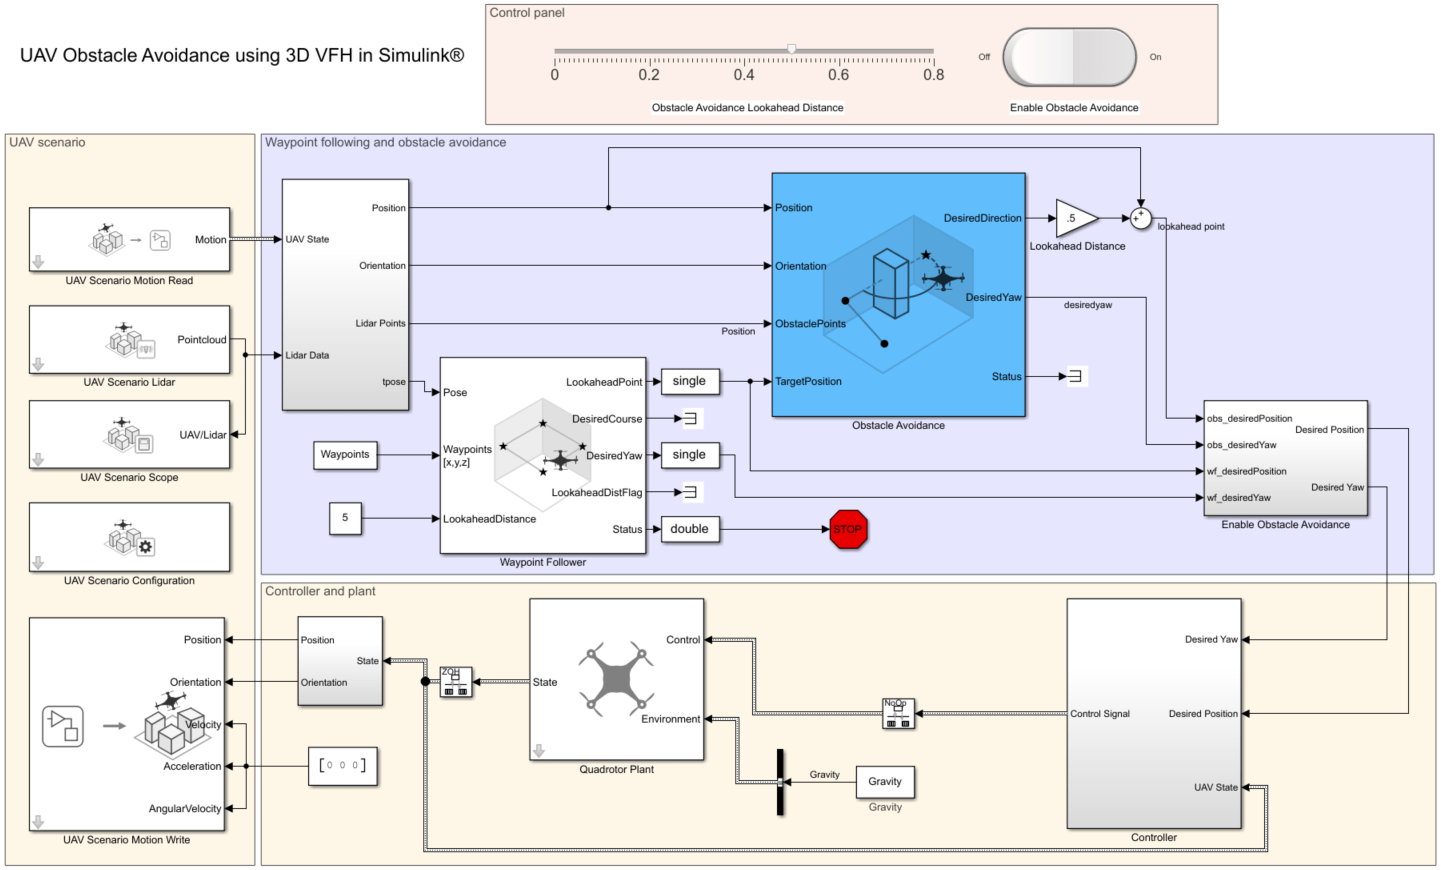 Control panel
UAV Obstacle Avoidance using 3D VFH in Simulink®
0 0.2 0.4 0.6 0.8
Obstacle Avoidance Lookahead Distance
Off On
Enable Obstacle Avoidance
UAV scenario
Motion
UAV Scenario Motion Read
Pointcloud
UAV Scenario Lidar
UAV/Lidar
UAV Scenario Scope
UAV Scenario Configuration
Position
Orientation
Velocity
Acceleration
AngularVelocity
UAV Scenario Motion Write
Waypoint following and obstacle avoidance
UAV State
Lidar Data
Position
Orientation
Lidar Points
tpose
Position
Position
Orientation
ObstaclePoints
TargetPosition
DesiredDirection
DesiredYaw
Status
Obstacle Avoidance
.5
Lookahead Distance
++
lookahead point
desiredyaw
Waypoints
5
Pose
Waypoints
[x,y,z]
LookaheadDistance
LookaheadPoint
DesiredCourse
DesiredYaw
LookaheadDistFlag
Status
Waypoint Follower
single
single
double
STOP
obs_desiredPosition
obs_desiredYaw
wf_desiredPosition
wf_desiredYaw
Desired Position
Desired Yaw
Enable Obstacle Avoidance
Controller and plant
Position
Orientation
State
[0 0 0]
ZOH
State
Control
Environment
Quadrotor Plant
NoOp
Gravity
Gravity
Gravity
Control Signal
Desired Yaw
Desired Position
UAV State
Controller